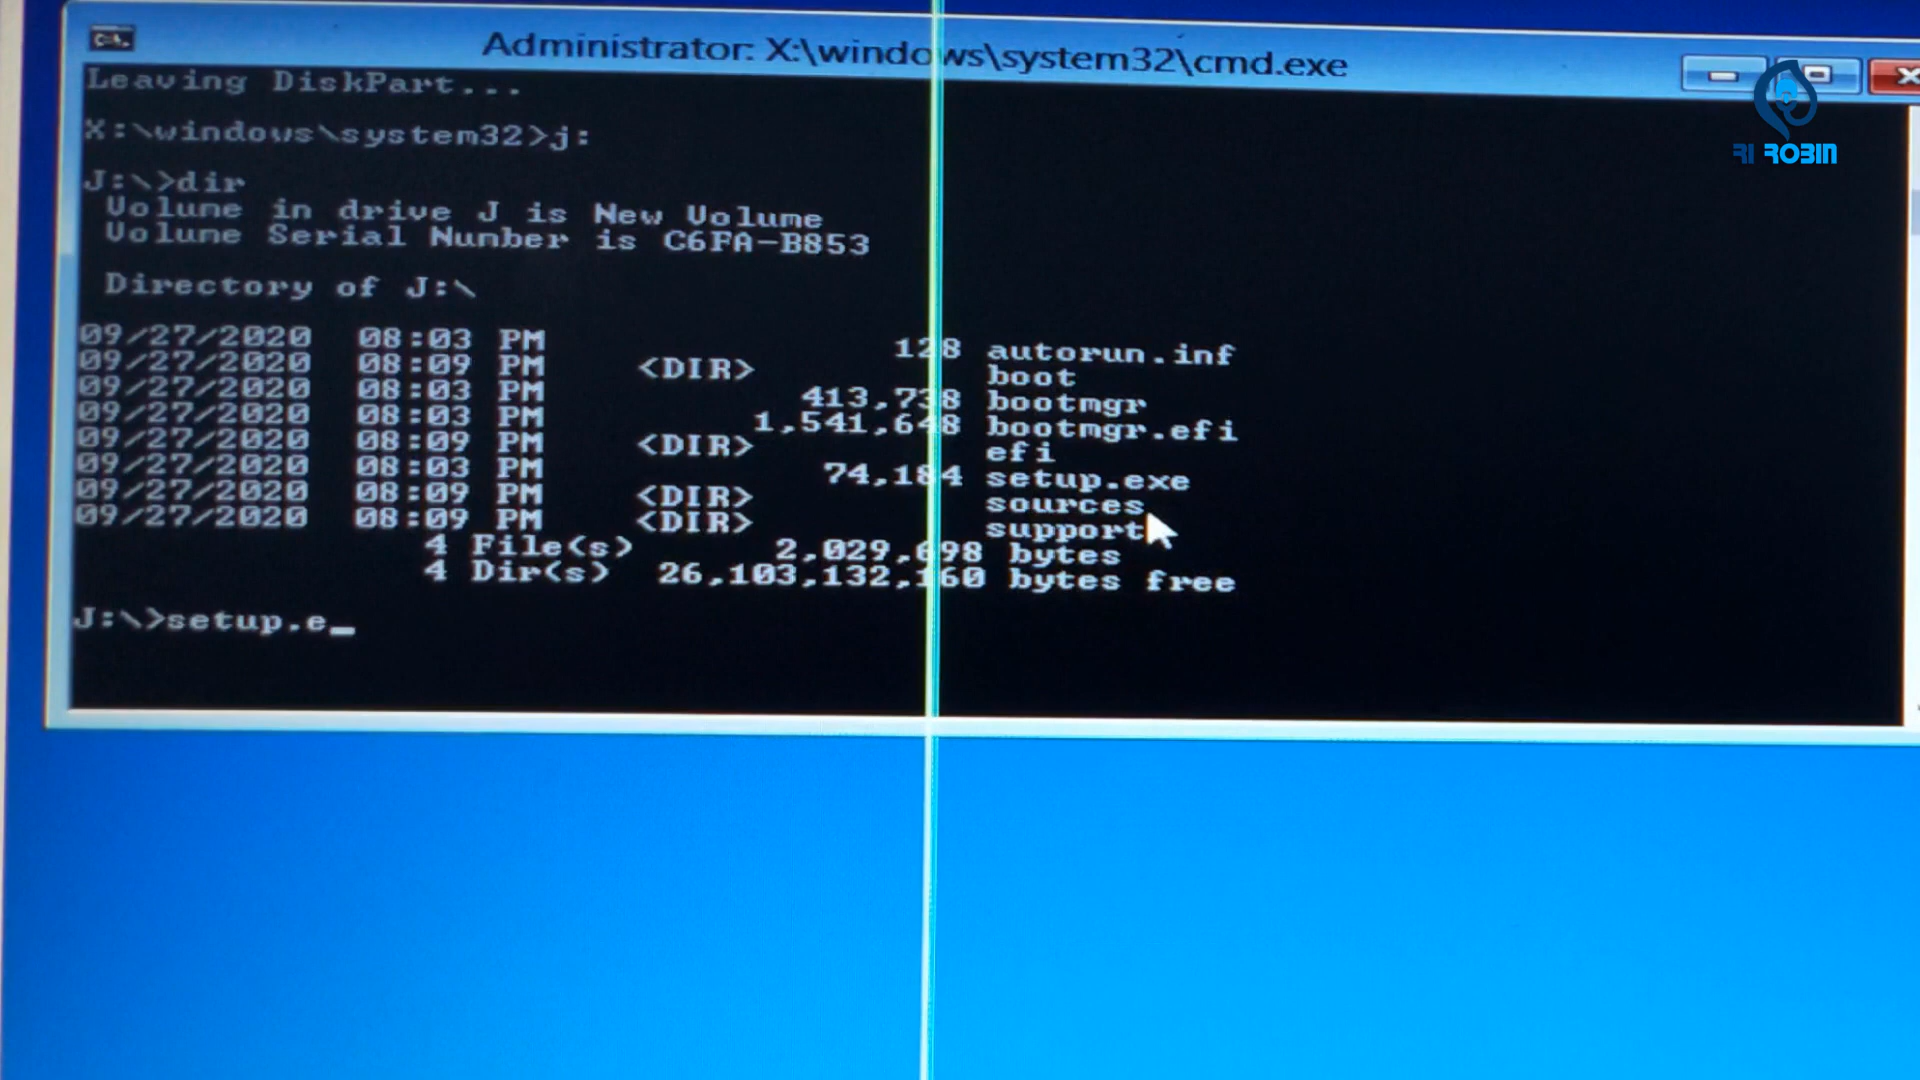 Administrator: X:\windows\system32\cmd.exe
Leaving DiskPart...
X:\windows\system32>j:
J:\>dir
Volume in drive J is New Volume
Volume Serial Number is C6FA-B853
Directory of J:\
09/27/2020 08:03 PM 128 autorun.inf
09/27/2020 08:09 PM <DIR> boot
09/27/2020 08:03 PM 413,738 bootmgr
09/27/2020 08:03 PM 1,541,648 bootmgr.efi
09/27/2020 08:09 PM <DIR> efi
09/27/2020 08:03 PM 74,184 setup.exe
09/27/2020 08:09 PM <DIR> sources
09/27/2020 08:09 PM <DIR> support
4 File(s) 2,029,698 bytes
4 Dir(s) 26,103,132,160 bytes free
J:\>setup.e_
RI ROBIN